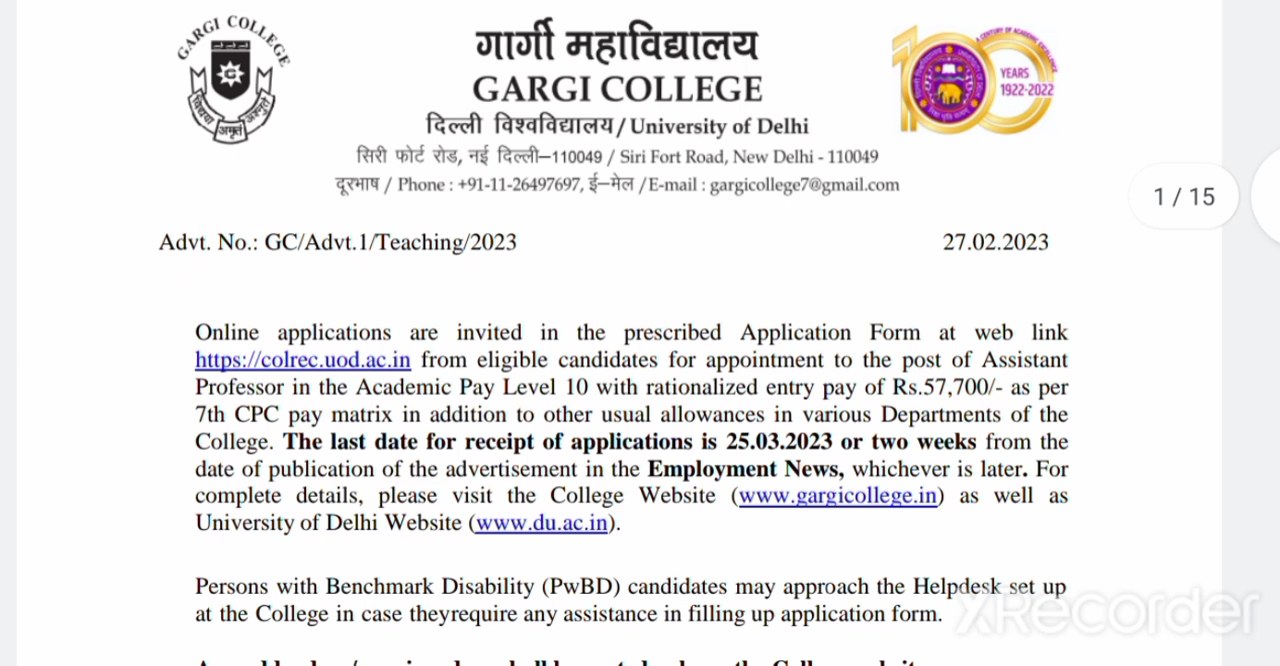 GARGI COLLEGE
विद्यया अमृतं अश्नुते
गार्गी महाविद्यालय
GARGI COLLEGE
दिल्ली विश्वविद्यालय / University of Delhi
सिरी फोर्ट रोड, नई दिल्ली–110049 / Siri Fort Road, New Delhi - 110049
दूरभाष / Phone : +91-11-26497697, ई–मेल / E-mail : gargicollege7@gmail.com
A CENTURY OF ACADEMIC EXCELLENCE
YEARS
1922-2022
1 / 15
Advt. No.: GC/Advt.1/Teaching/2023 27.02.2023
Online applications are invited in the prescribed Application Form at web link
https://colrec.uod.ac.in from eligible candidates for appointment to the post of Assistant
Professor in the Academic Pay Level 10 with rationalized entry pay of Rs.57,700/- as per
7th CPC pay matrix in addition to other usual allowances in various Departments of the
College. The last date for receipt of applications is 25.03.2023 or two weeks from the
date of publication of the advertisement in the Employment News, whichever is later. For
complete details, please visit the College Website (www.gargicollege.in) as well as
University of Delhi Website (www.du.ac.in).
Persons with Benchmark Disability (PwBD) candidates may approach the Helpdesk set up
at the College in case theyrequire any assistance in filling up application form.
XRecorder